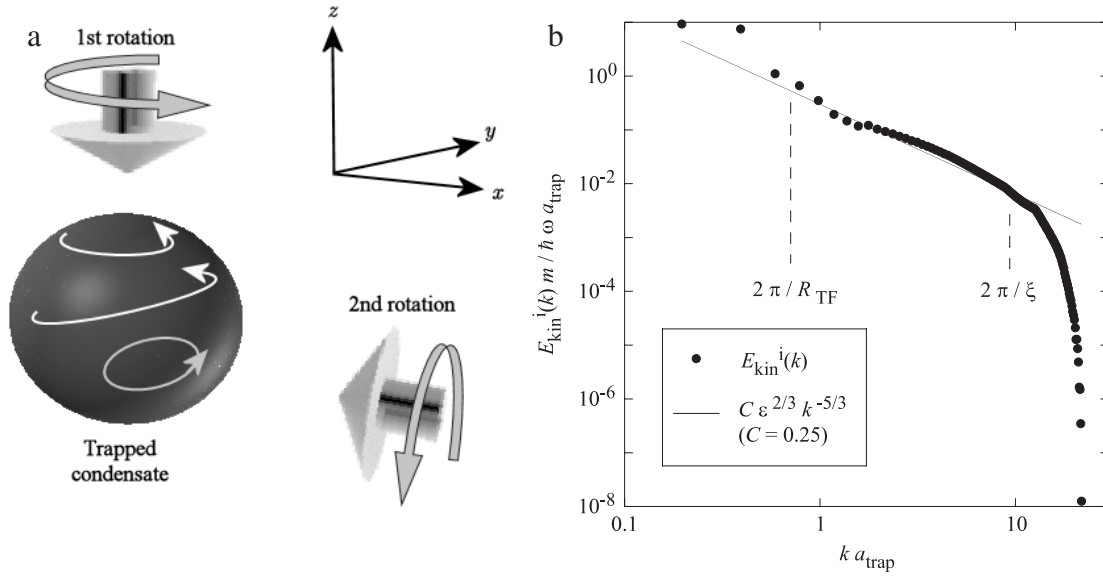 a
1st rotation
z
y
x
Trapped
condensate
2nd rotation
b
E_kin^i(k) m / ħ ω a_trap
10^0
10^-2
10^-4
10^-6
10^-8
2 π / R_TF
2 π / ξ
E_kin^i(k)
C ε^2/3 k^-5/3
(C = 0.25)
0.1
1
10
k a_trap